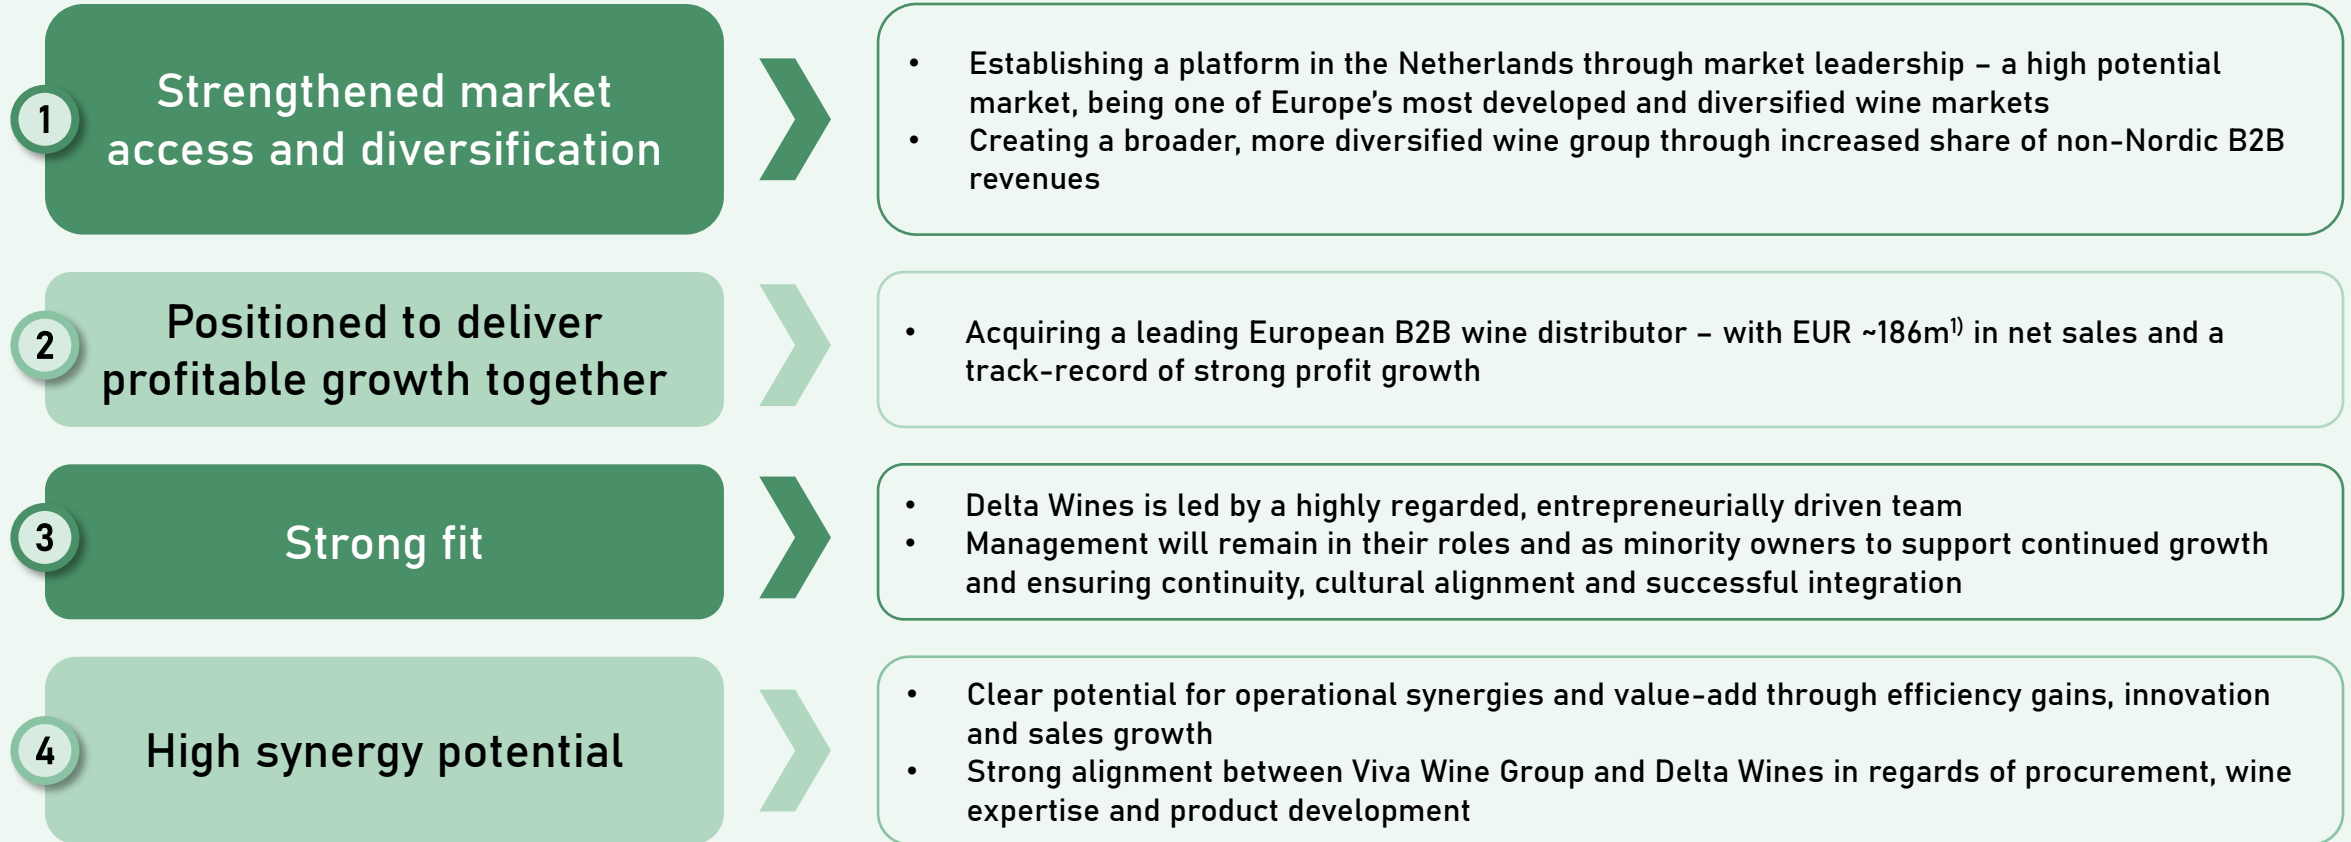 1
Strengthened market
access and diversification
• Establishing a platform in the Netherlands through market leadership – a high potential
market, being one of Europe's most developed and diversified wine markets
• Creating a broader, more diversified wine group through increased share of non-Nordic B2B
revenues
2
Positioned to deliver
profitable growth together
• Acquiring a leading European B2B wine distributor – with EUR ~186m1) in net sales and a
track-record of strong profit growth
3
Strong fit
• Delta Wines is led by a highly regarded, entrepreneurially driven team
• Management will remain in their roles and as minority owners to support continued growth
and ensuring continuity, cultural alignment and successful integration
4
High synergy potential
• Clear potential for operational synergies and value-add through efficiency gains, innovation
and sales growth
• Strong alignment between Viva Wine Group and Delta Wines in regards of procurement, wine
expertise and product development